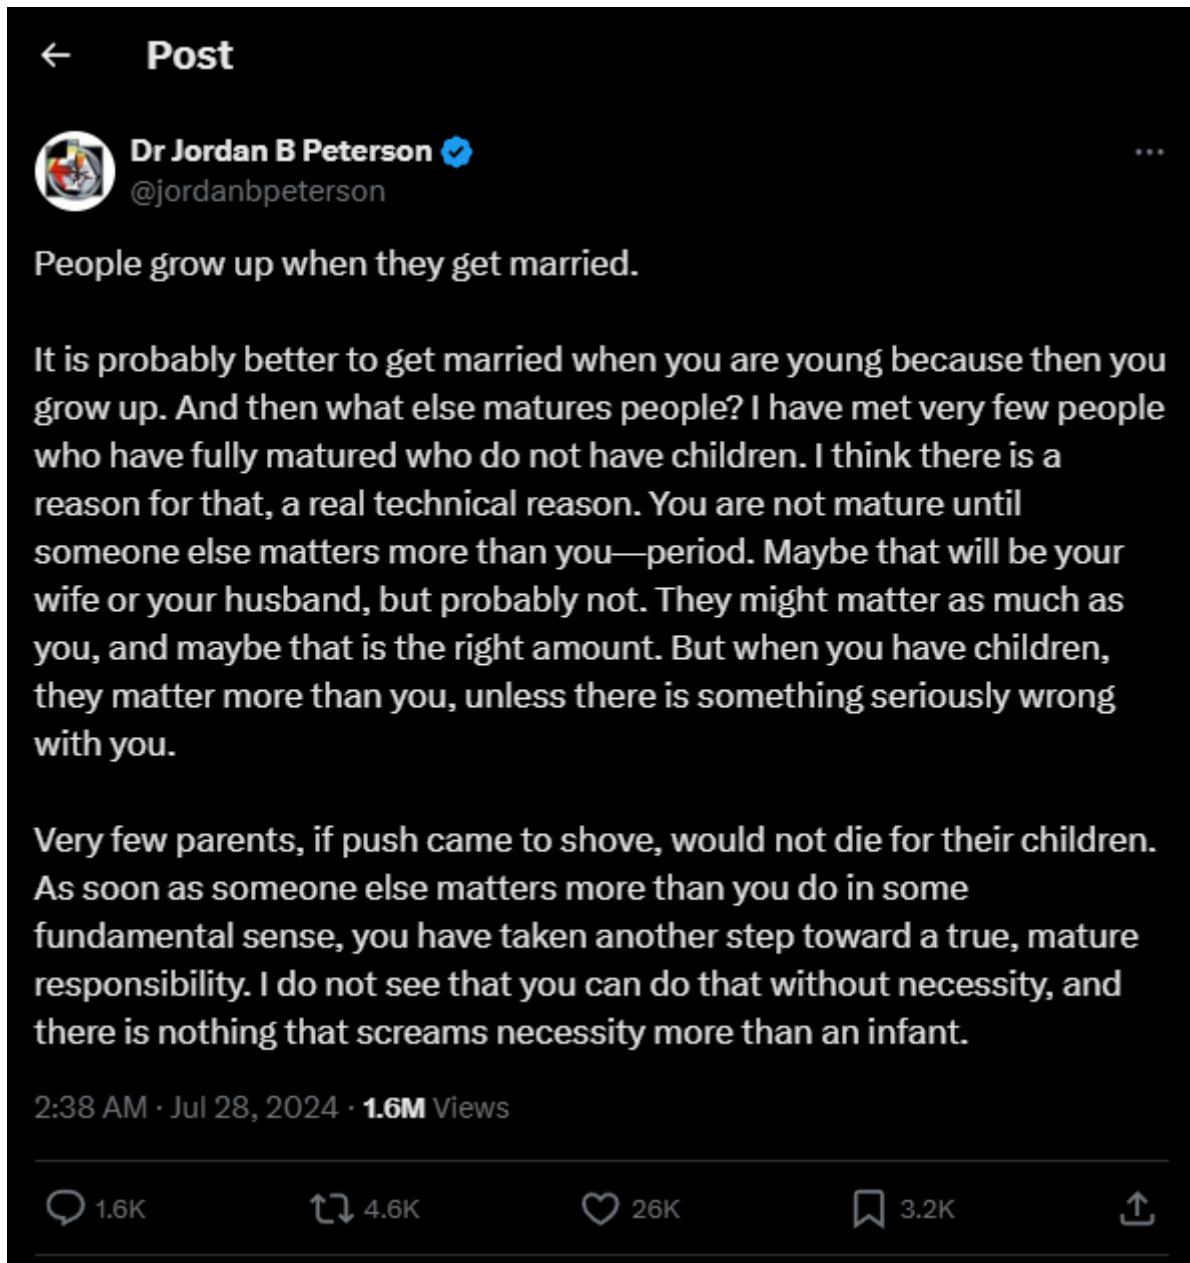 Post
Dr Jordan B Peterson
@jordanbpeterson
People grow up when they get married.
It is probably better to get married when you are young because then you
grow up. And then what else matures people? I have met very few people
who have fully matured who do not have children. I think there is a
reason for that, a real technical reason. You are not mature until
someone else matters more than you—period. Maybe that will be your
wife or your husband, but probably not. They might matter as much as
you, and maybe that is the right amount. But when you have children,
they matter more than you, unless there is something seriously wrong
with you.
Very few parents, if push came to shove, would not die for their children.
As soon as someone else matters more than you do in some
fundamental sense, you have taken another step toward a true, mature
responsibility. I do not see that you can do that without necessity, and
there is nothing that screams necessity more than an infant.
2:38 AM · Jul 28, 2024 · 1.6M Views
1.6K 4.6K 26K 3.2K